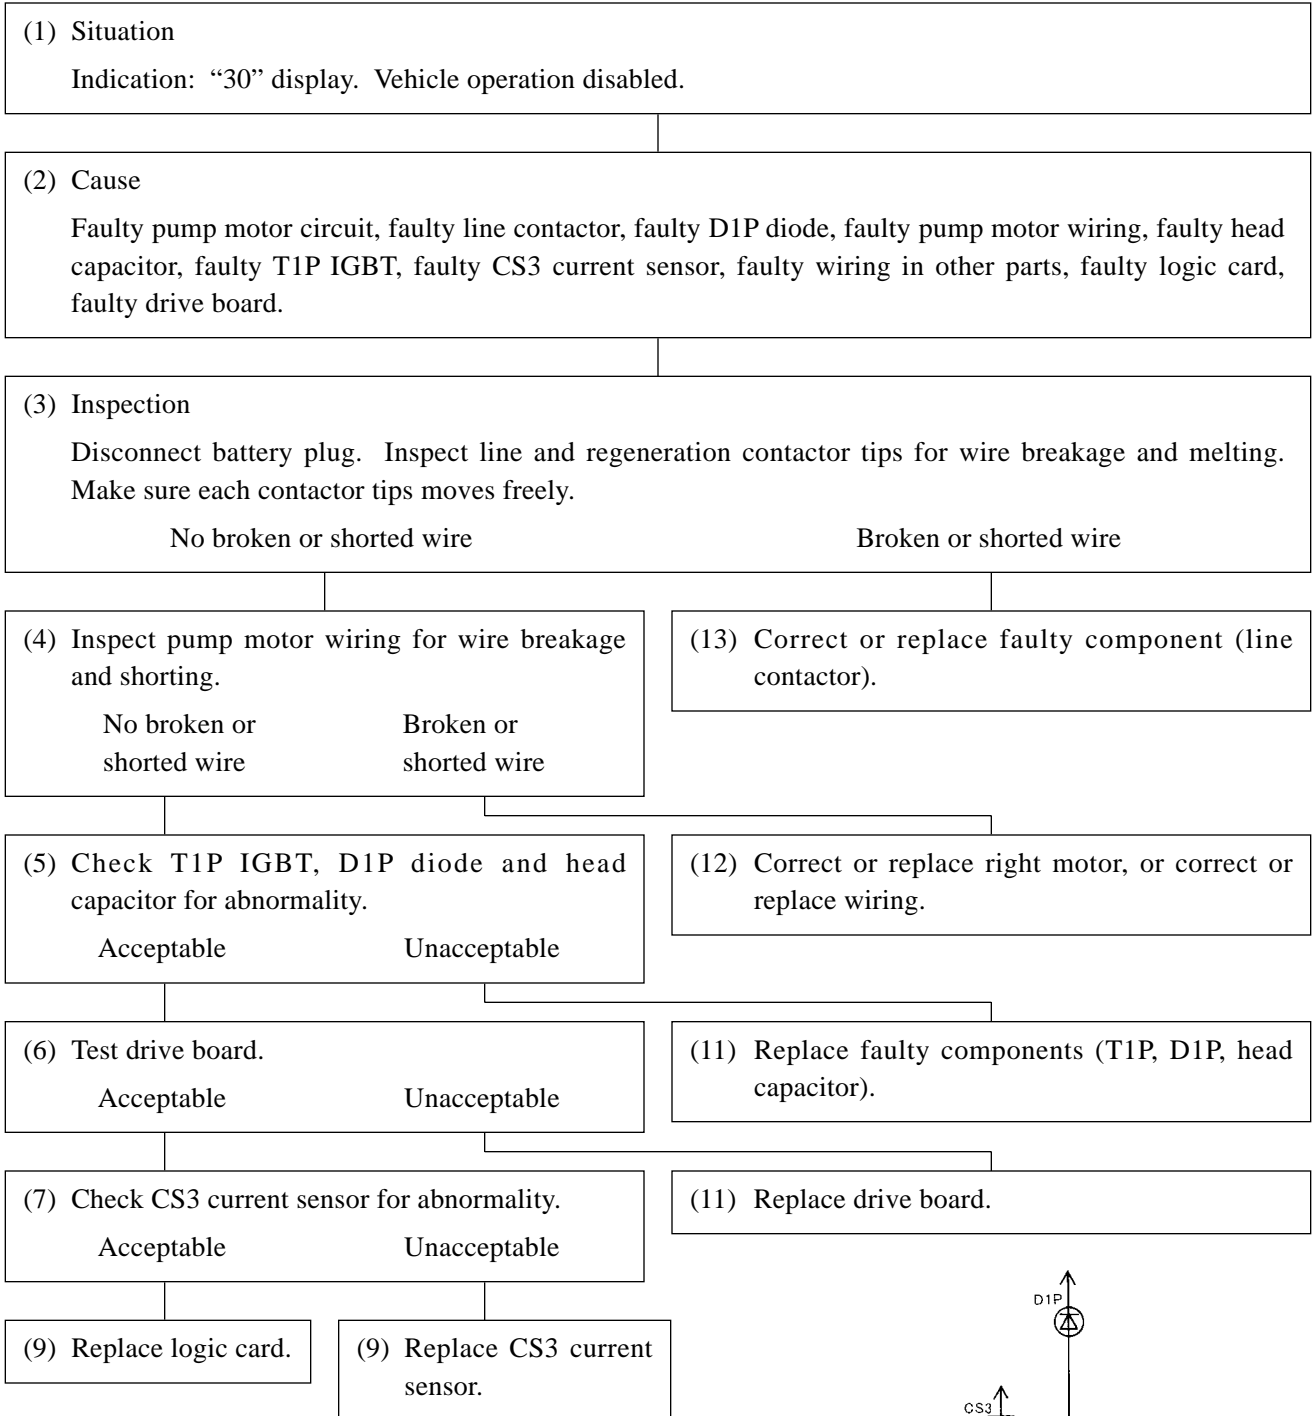 (1) Situation
Indication: “30” display. Vehicle operation disabled.
(2) Cause
Faulty pump motor circuit, faulty line contactor, faulty D1P diode, faulty pump motor wiring, faulty head
capacitor, faulty T1P IGBT, faulty CS3 current sensor, faulty wiring in other parts, faulty logic card,
faulty drive board.
(3) Inspection
Disconnect battery plug. Inspect line and regeneration contactor tips for wire breakage and melting.
Make sure each contactor tips moves freely.
No broken or shorted wire
Broken or shorted wire
(4) Inspect pump motor wiring for wire breakage
and shorting.
No broken or
shorted wire
Broken or
shorted wire
(13) Correct or replace faulty component (line
contactor).
(5) Check T1P IGBT, D1P diode and head
capacitor for abnormality.
Acceptable
Unacceptable
(12) Correct or replace right motor, or correct or
replace wiring.
(6) Test drive board.
Acceptable
Unacceptable
(11) Replace faulty components (T1P, D1P, head
capacitor).
(7) Check CS3 current sensor for abnormality.
Acceptable
Unacceptable
(11) Replace drive board.
(9) Replace logic card.
(9) Replace CS3 current
sensor.
D1P
CS3